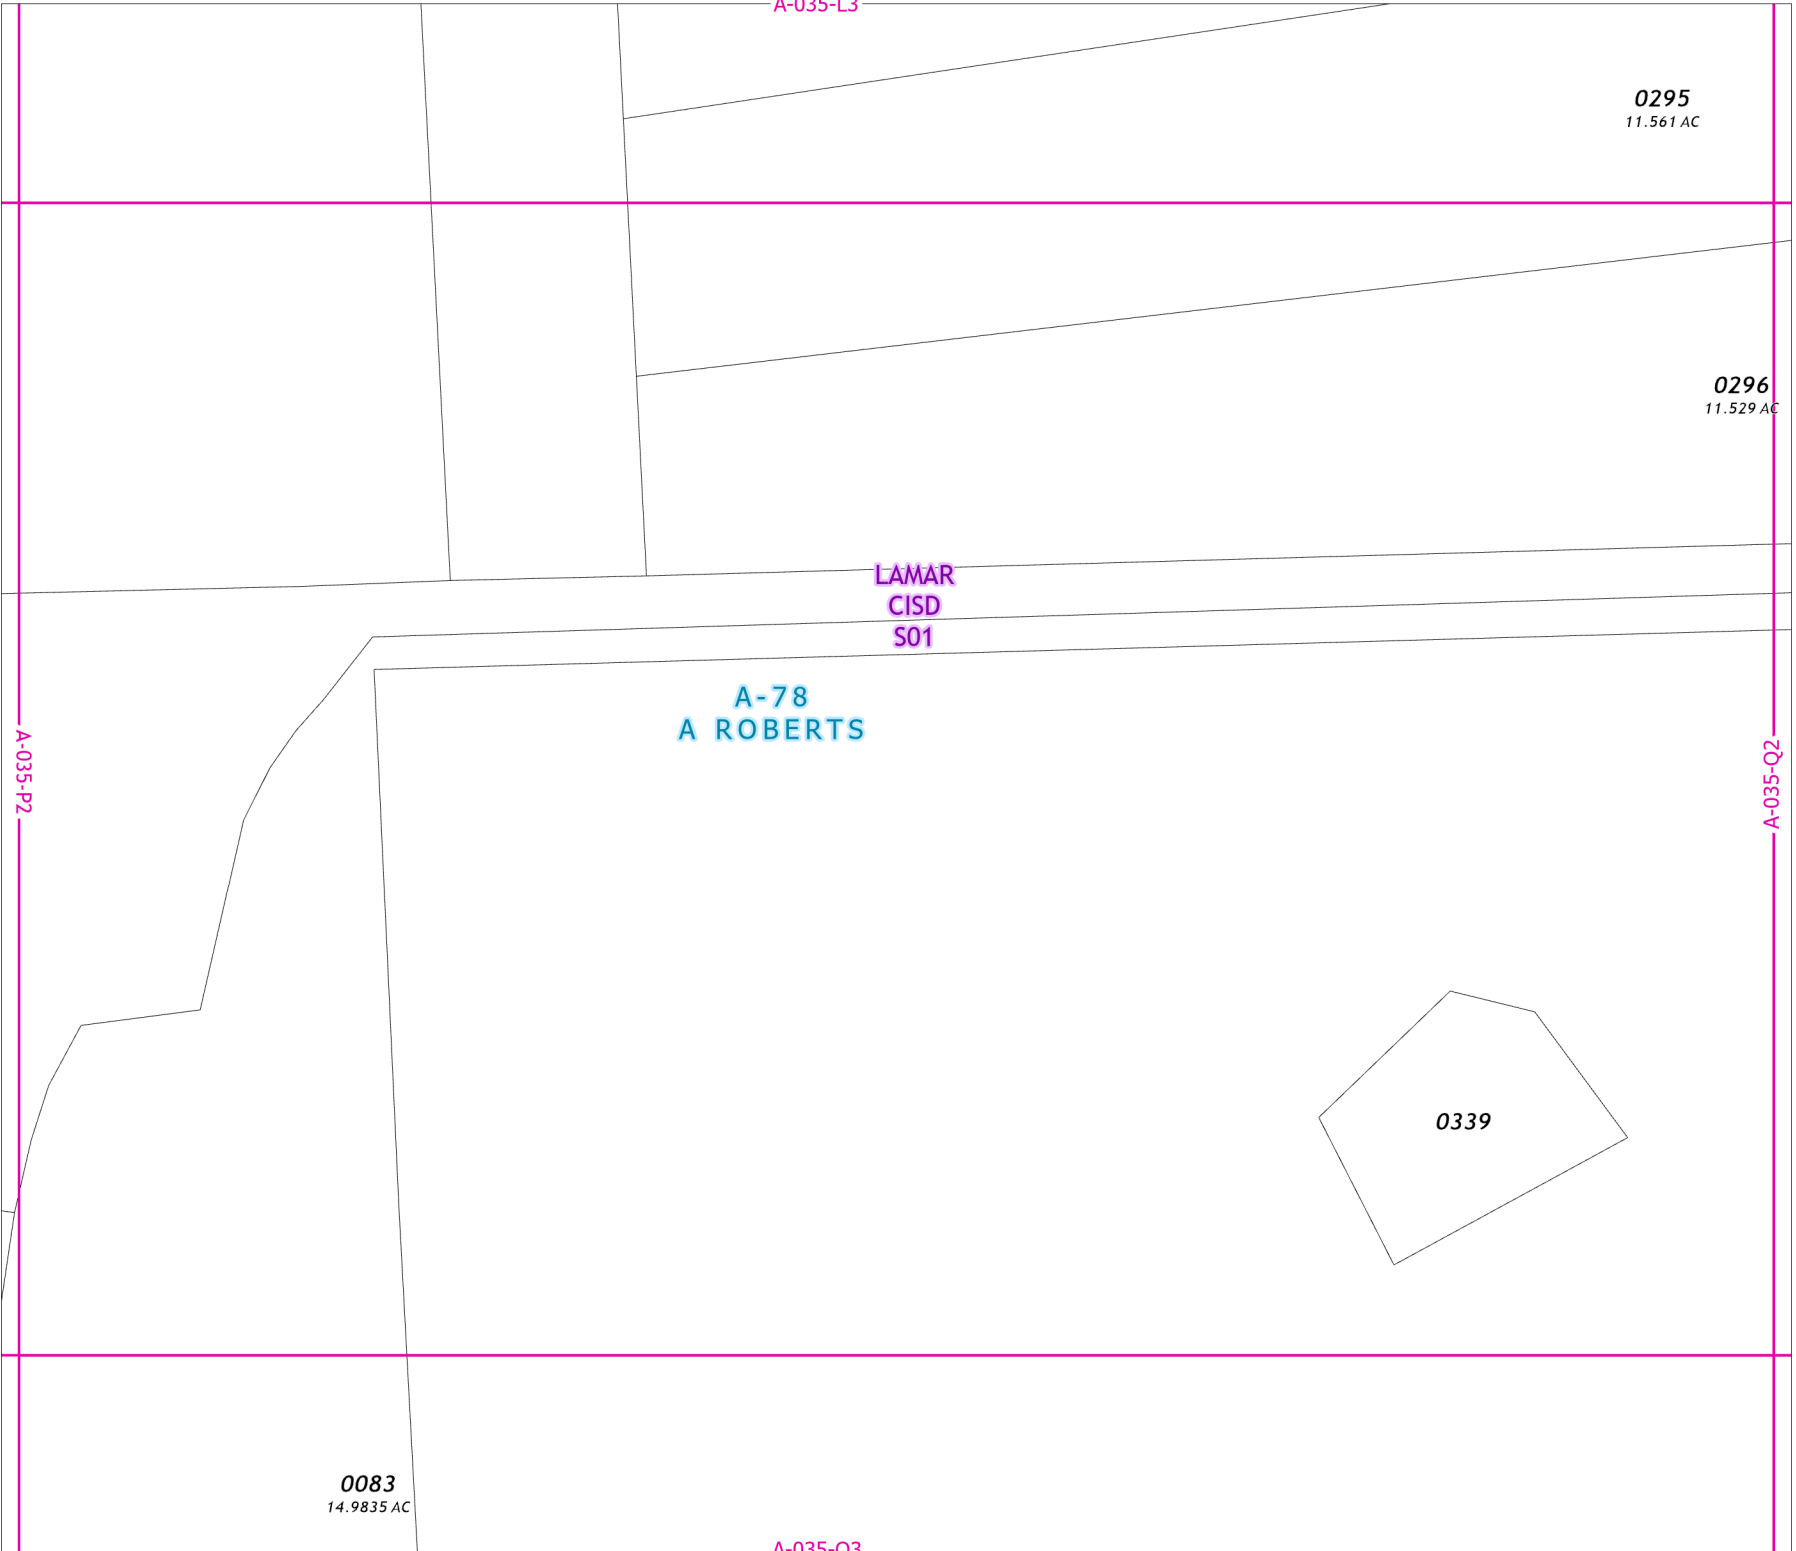 A-035-L3
0295
11.561 AC
0296
11.529 AC
LAMAR
CISD
S01
A-78
A ROBERTS
A-035-P2
A-035-Q2
0339
0083
14.9835 AC
A-035-Q3